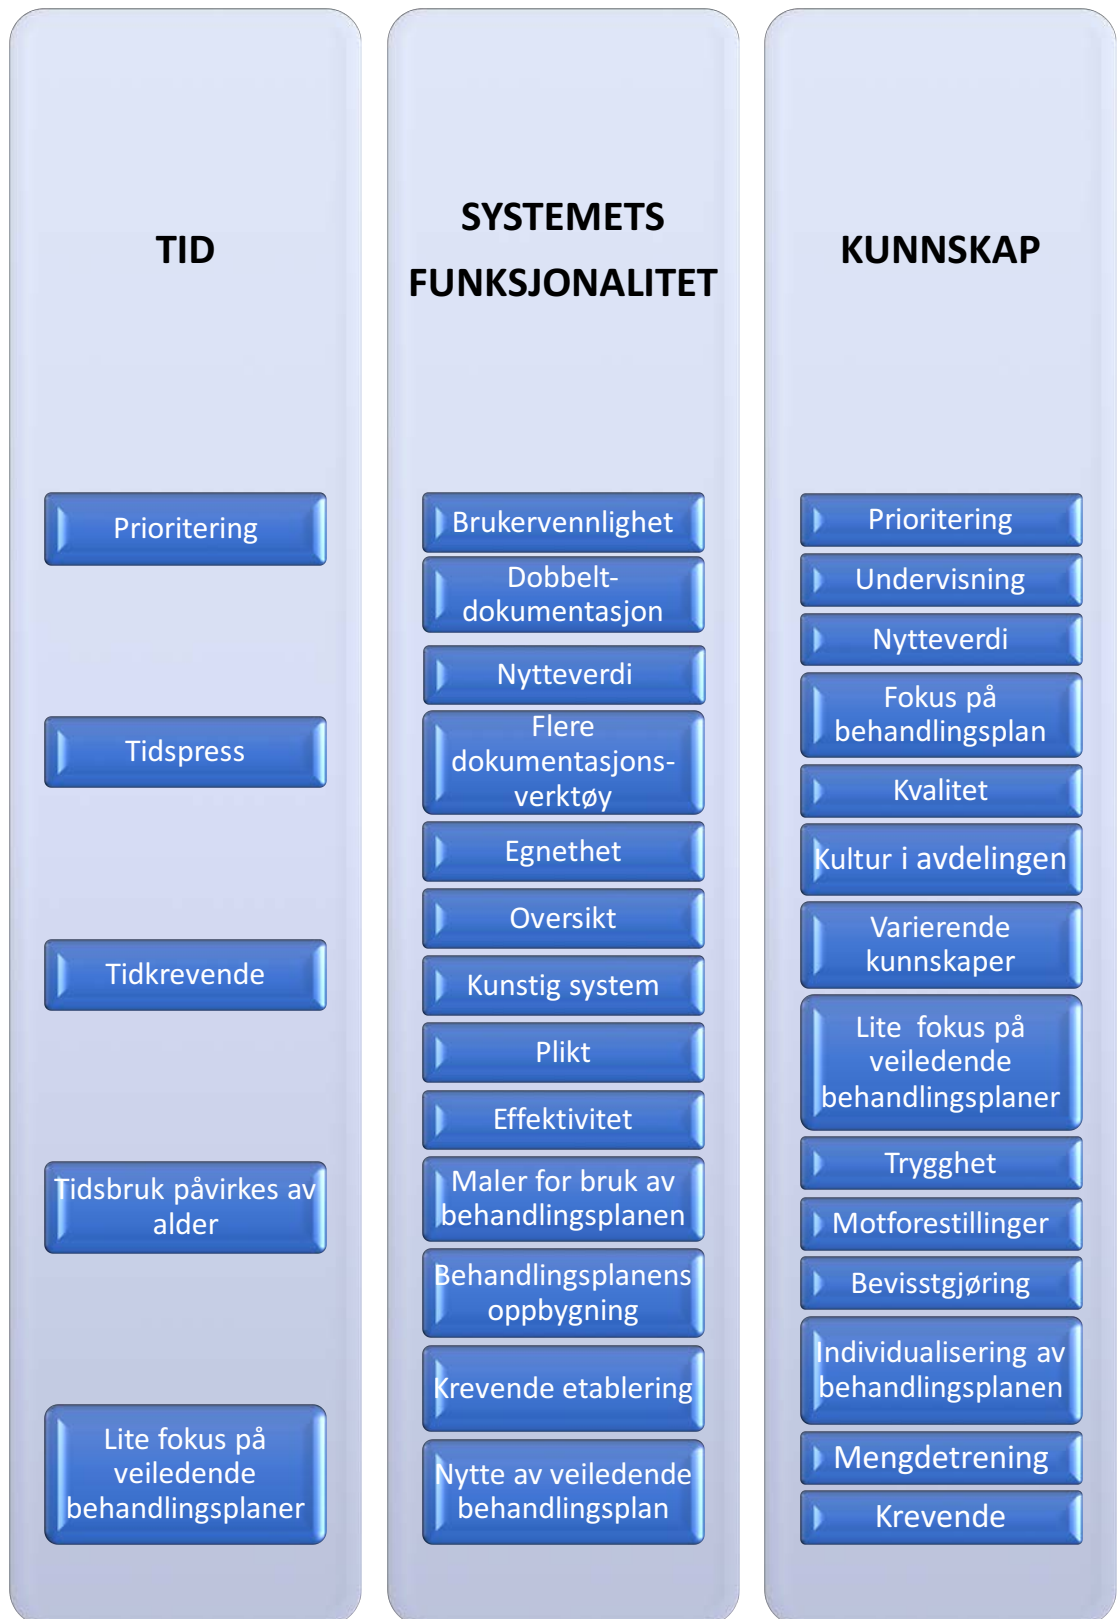 TID
Prioritering
Tidspress
Tidkrevende
Tidsbruk påvirkes av
alder
Lite fokus på
veiledende
behandlingsplaner
SYSTEMETS
FUNKSJONALITET
Brukervennlighet
Dobbelt-
dokumentasjon
Nytteverdi
Flere
dokumentasjons-
verktøy
Egnethet
Oversikt
Kunstig system
Plikt
Effektivitet
Maler for bruk av
behandlingsplanen
Behandlingsplanens
oppbygning
Krevende etablering
Nytte av veiledende
behandlingsplan
KUNNSKAP
Prioritering
Undervisning
Nytteverdi
Fokus på
behandlingsplan
Kvalitet
Kultur i avdelingen
Varierende
kunnskaper
Lite fokus på
veiledende
behandlingsplaner
Trygghet
Motforestillinger
Bevisstgjøring
Individualisering av
behandlingsplanen
Mengdetrening
Krevende